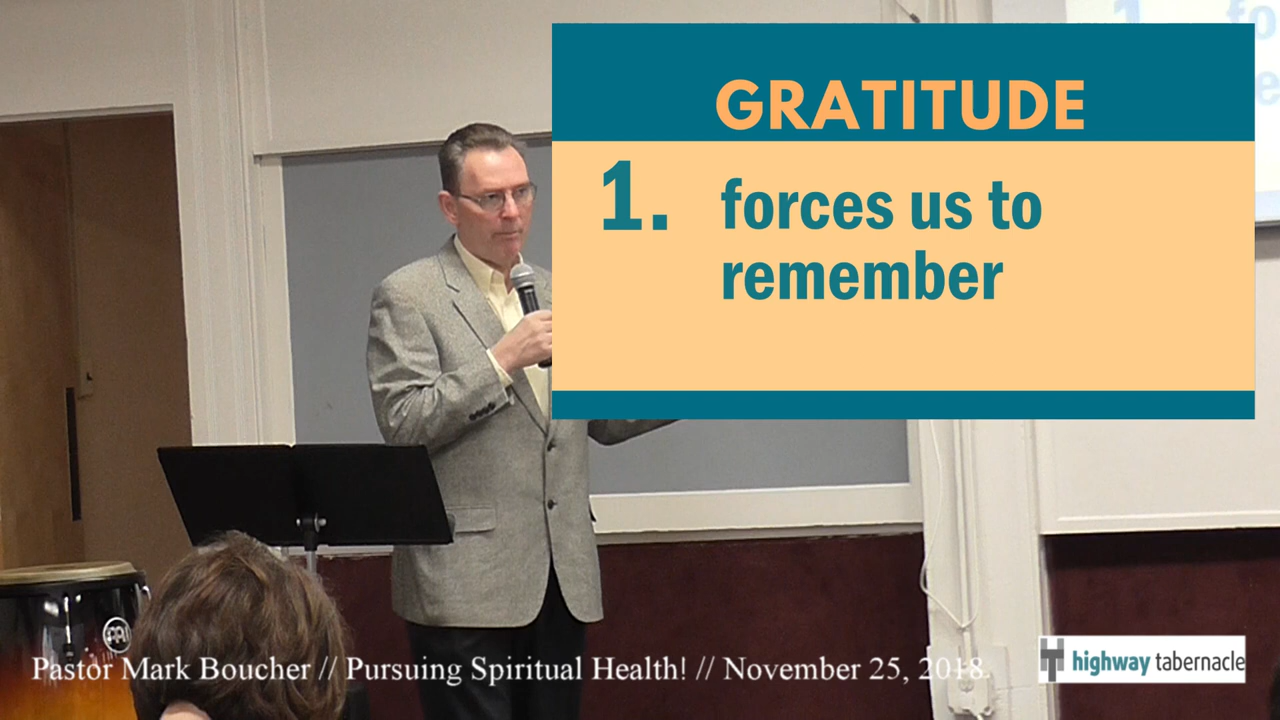 GRATITUDE
1. forces us to
remember
Pastor Mark Boucher // Pursuing Spiritual Health! // November 25, 2018
highway tabernacle